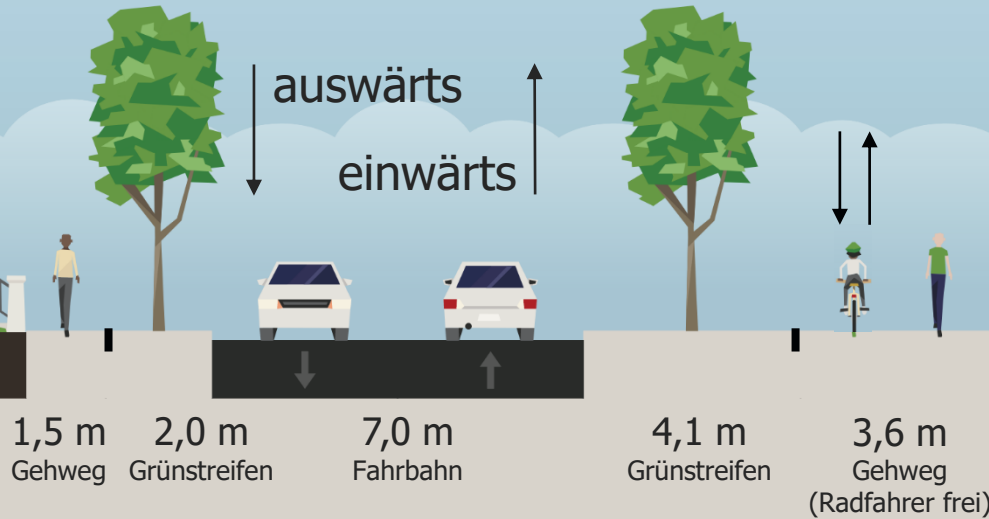 auswärts
einwärts
1,5 m
Gehweg
2,0 m
Grünstreifen
7,0 m
Fahrbahn
4,1 m
Grünstreifen
3,6 m
Gehweg
(Radfahrer frei)